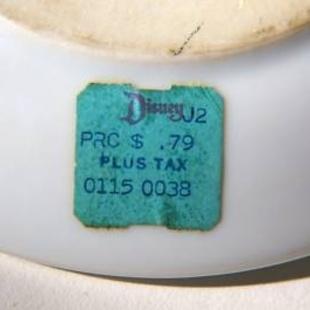 Disney J2
PRC $ .79
PLUS TAX
0115 0038